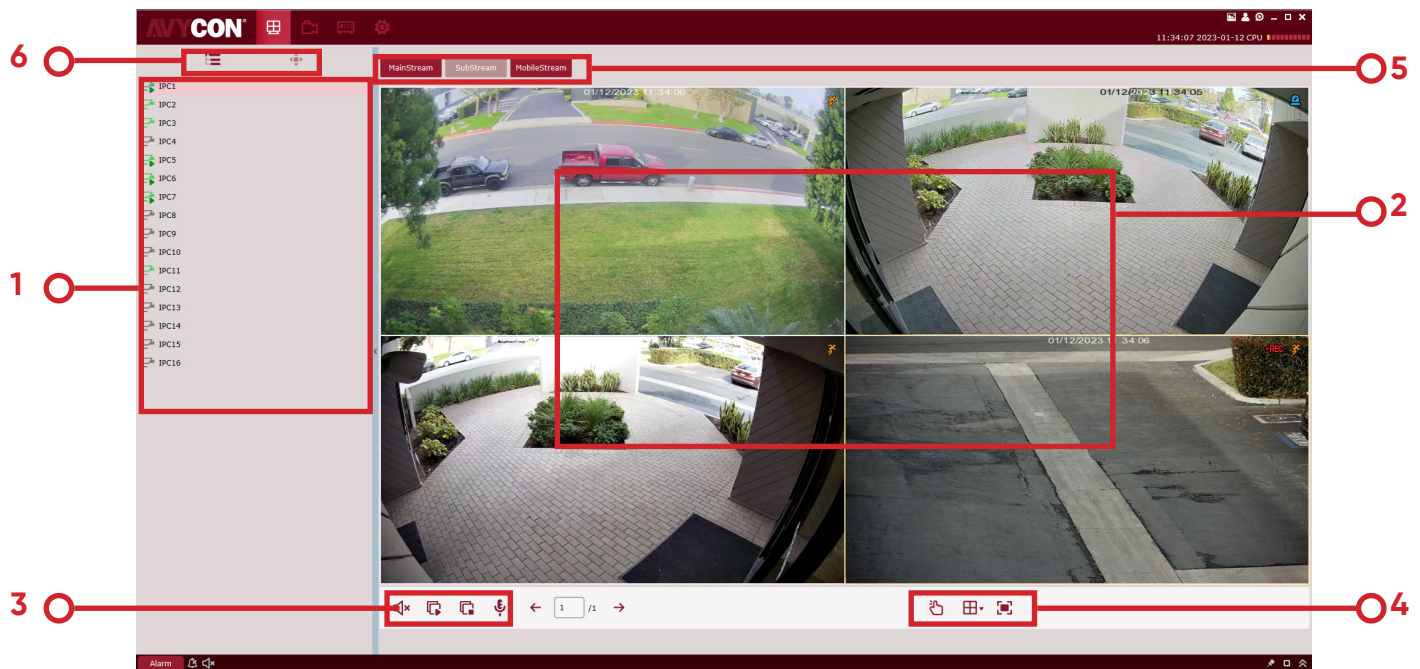 AVYCON
11:34:07 2023-01-12 CPU
6
MainStream SubStream MobileStream
5
IPC1
IPC2
IPC3
IPC4
IPC5
IPC6
IPC7
IPC8
IPC9
IPC10
IPC11
IPC12
IPC13
IPC14
IPC15
IPC16
01/12/2023 11:34:06
01/12/2023 11:34:05
2
1
01/12/2023 11:34:06
•REC
3
1 /1
4
Alarm